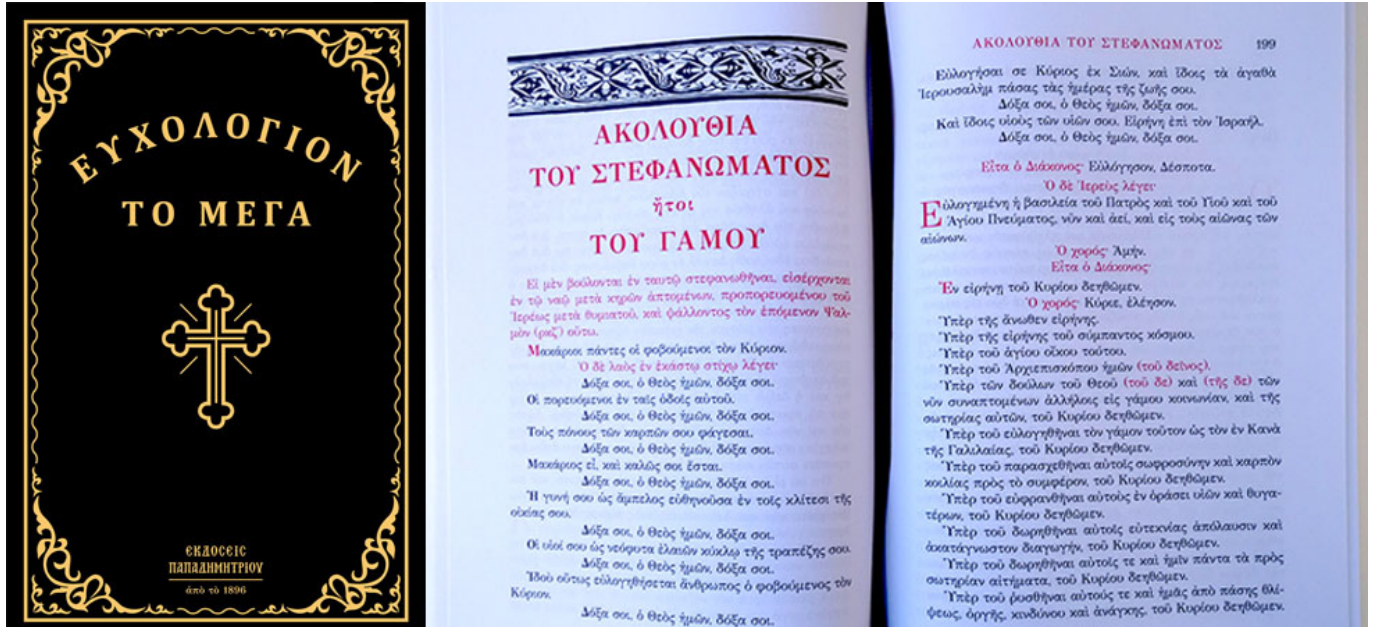 ΕΥΧΟΛΟΓΙΟΝ
ΤΟ ΜΕΓΑ
ΕΚΔΟCΕΙC
ΠΑΠΑΔΗΜΗΤΡΙΟΥ
ἀπὸ τὸ 1896
ΑΚΟΛΟΥΘΙΑ
ΤΟΥ ΣΤΕΦΑΝΩΜΑΤΟΣ
ἤτοι
ΤΟΥ ΓΑΜΟΥ
Εἰ μὲν βούλονται ἐν ταυτῷ στεφανωθῆναι, εἰσέρχονται
ἐν τῷ ναῷ μετὰ κηρῶν ἁπτομένων, προπορευομένου τοῦ
Ἱερέως μετὰ θυμιατοῦ, καὶ ψάλλοντος τὸν ἑπόμενον Ψαλ-
μὸν (ρκζʹ) οὕτω.
Μακάριοι πάντες οἱ φοβούμενοι τὸν Κύριον.
Ὁ δὲ λαὸς ἐν ἑκάστῳ στίχῳ λέγει·
Δόξα σοι, ὁ Θεὸς ἡμῶν, δόξα σοι.
Οἱ πορευόμενοι ἐν ταῖς ὁδοῖς αὐτοῦ.
Δόξα σοι, ὁ Θεὸς ἡμῶν, δόξα σοι.
Τοὺς πόνους τῶν καρπῶν σου φάγεσαι.
Δόξα σοι, ὁ Θεὸς ἡμῶν, δόξα σοι.
Μακάριος εἶ, καὶ καλῶς σοι ἔσται.
Δόξα σοι, ὁ Θεὸς ἡμῶν, δόξα σοι.
Ἡ γυνή σου ὡς ἄμπελος εὐθηνοῦσα ἐν τοῖς κλίτεσι τῆς
οἰκίας σου.
Δόξα σοι, ὁ Θεὸς ἡμῶν, δόξα σοι.
Οἱ υἱοί σου ὡς νεόφυτα ἐλαιῶν κύκλῳ τῆς τραπέζης σου.
Δόξα σοι, ὁ Θεὸς ἡμῶν, δόξα σοι.
Ἰδοὺ οὕτως εὐλογηθήσεται ἄνθρωπος ὁ φοβούμενος τὸν
Κύριον.
Δόξα σοι, ὁ Θεὸς ἡμῶν, δόξα σοι.
ΑΚΟΛΟΥΘΙΑ ΤΟΥ ΣΤΕΦΑΝΩΜΑΤΟΣ 199
Εὐλογήσαι σε Κύριος ἐκ Σιών, καὶ ἴδοις τὰ ἀγαθὰ
Ἱερουσαλὴμ πάσας τὰς ἡμέρας τῆς ζωῆς σου.
Δόξα σοι, ὁ Θεὸς ἡμῶν, δόξα σοι.
Καὶ ἴδοις υἱοὺς τῶν υἱῶν σου. Εἰρήνη ἐπὶ τὸν Ἰσραήλ.
Δόξα σοι, ὁ Θεὸς ἡμῶν, δόξα σοι.
Εἶτα ὁ Διάκονος· Εὐλόγησον, Δέσποτα.
Ὁ δὲ Ἱερεὺς λέγει·
Εὐλογημένη ἡ βασιλεία τοῦ Πατρὸς καὶ τοῦ Υἱοῦ καὶ τοῦ
Ἁγίου Πνεύματος, νῦν καὶ ἀεί, καὶ εἰς τοὺς αἰῶνας τῶν
αἰώνων.
Ὁ χορός· Ἀμήν.
Εἶτα ὁ Διάκονος·
Ἐν εἰρήνῃ τοῦ Κυρίου δεηθῶμεν.
Ὁ χορός· Κύριε, ἐλέησον.
Ὑπὲρ τῆς ἄνωθεν εἰρήνης.
Ὑπὲρ τῆς εἰρήνης τοῦ σύμπαντος κόσμου.
Ὑπὲρ τοῦ ἁγίου οἴκου τούτου.
Ὑπὲρ τοῦ Ἀρχιεπισκόπου ἡμῶν (τοῦ δεῖνος).
Ὑπὲρ τῶν δούλων τοῦ Θεοῦ (τοῦ δε) καὶ (τῆς δε) τῶν
νῦν συναπτομένων ἀλλήλοις εἰς γάμου κοινωνίαν, καὶ τῆς
σωτηρίας αὐτῶν, τοῦ Κυρίου δεηθῶμεν.
Ὑπὲρ τοῦ εὐλογηθῆναι τὸν γάμον τοῦτον ὡς τὸν ἐν Κανᾶ
τῆς Γαλιλαίας, τοῦ Κυρίου δεηθῶμεν.
Ὑπὲρ τοῦ παρασχεθῆναι αὐτοῖς σωφροσύνην καὶ καρπὸν
κοιλίας πρὸς τὸ συμφέρον, τοῦ Κυρίου δεηθῶμεν.
Ὑπὲρ τοῦ εὐφρανθῆναι αὐτοὺς ἐν ὁράσει υἱῶν καὶ θυγα-
τέρων, τοῦ Κυρίου δεηθῶμεν.
Ὑπὲρ τοῦ δωρηθῆναι αὐτοῖς εὐτεκνίας ἀπόλαυσιν καὶ
ἀκατάγνωστον διαγωγήν, τοῦ Κυρίου δεηθῶμεν.
Ὑπὲρ τοῦ δωρηθῆναι αὐτοῖς τε καὶ ἡμῖν πάντα τὰ πρὸς
σωτηρίαν αἰτήματα, τοῦ Κυρίου δεηθῶμεν.
Ὑπὲρ τοῦ ῥυσθῆναι αὐτούς τε καὶ ἡμᾶς ἀπὸ πάσης θλί-
ψεως, ὀργῆς, κινδύνου καὶ ἀνάγκης, τοῦ Κυρίου δεηθῶμεν.